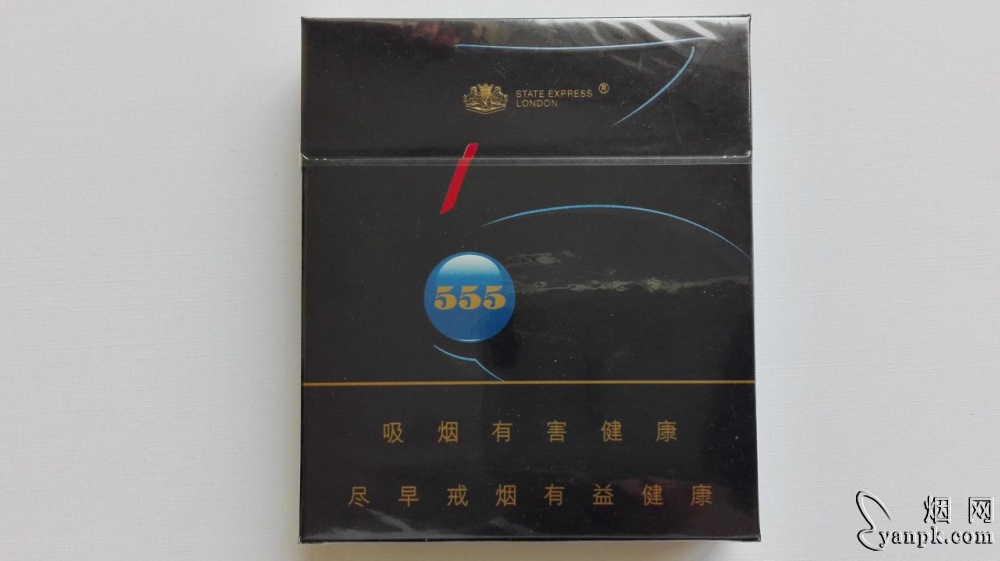 STATE EXPRESS ®
LONDON
555
吸烟有害健康
尽早戒烟有益健康
烟网
yanpk.com